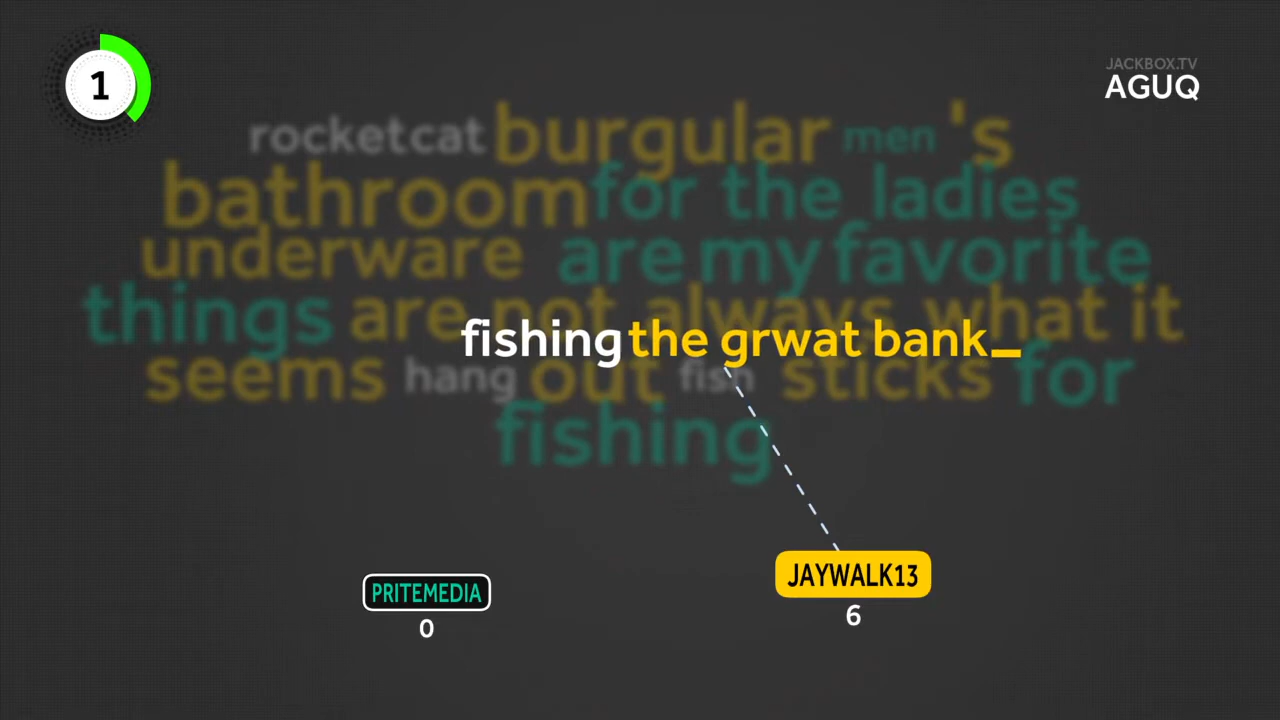 1
JACKBOX.TV
AGUQ
rocketcat burgular men 's
bathroom for the ladies
underware are my favorite
things are not always what it
fishing the grwat bank_
seems hang out fish sticks for
fishing
PRITEMEDIA
0
JAYWALK13
6